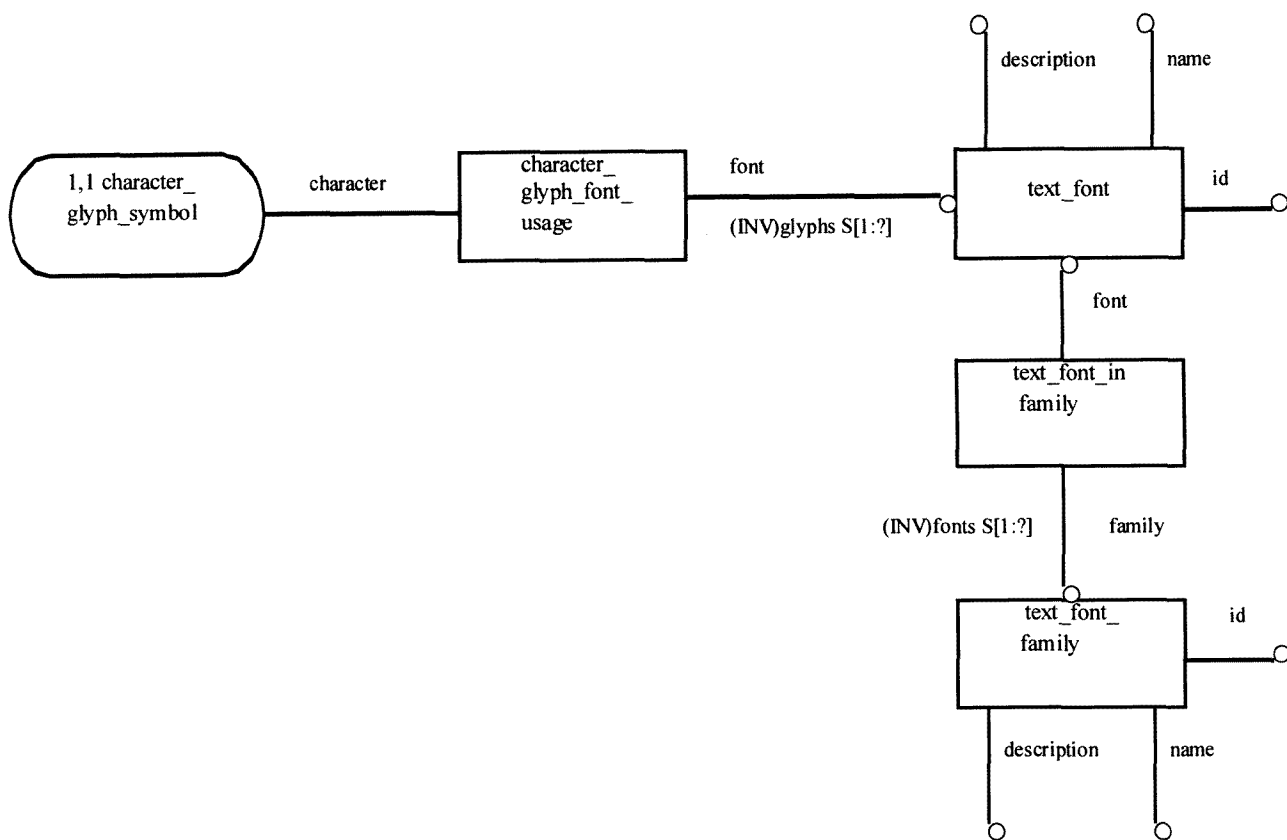 description
name
1,1 character_
glyph_symbol
character
character_
glyph_font_
usage
font
(INV)glyphs S[1:?]
text_font
id
font
text_font_in
family
(INV)fonts S[1:?]
family
text_font_
family
id
description
name